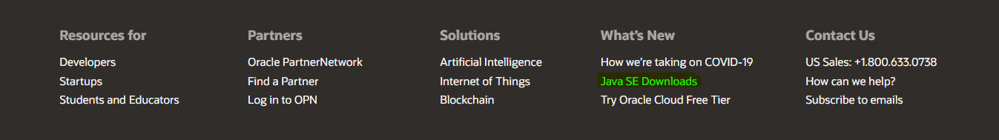 Resources for
Developers
Startups
Students and Educators
Partners
Oracle PartnerNetwork
Find a Partner
Log in to OPN
Solutions
Artificial Intelligence
Internet of Things
Blockchain
What's New
How we're taking on COVID-19
Java SE Downloads
Try Oracle Cloud Free Tier
Contact Us
US Sales: +1.800.633.0738
How can we help?
Subscribe to emails